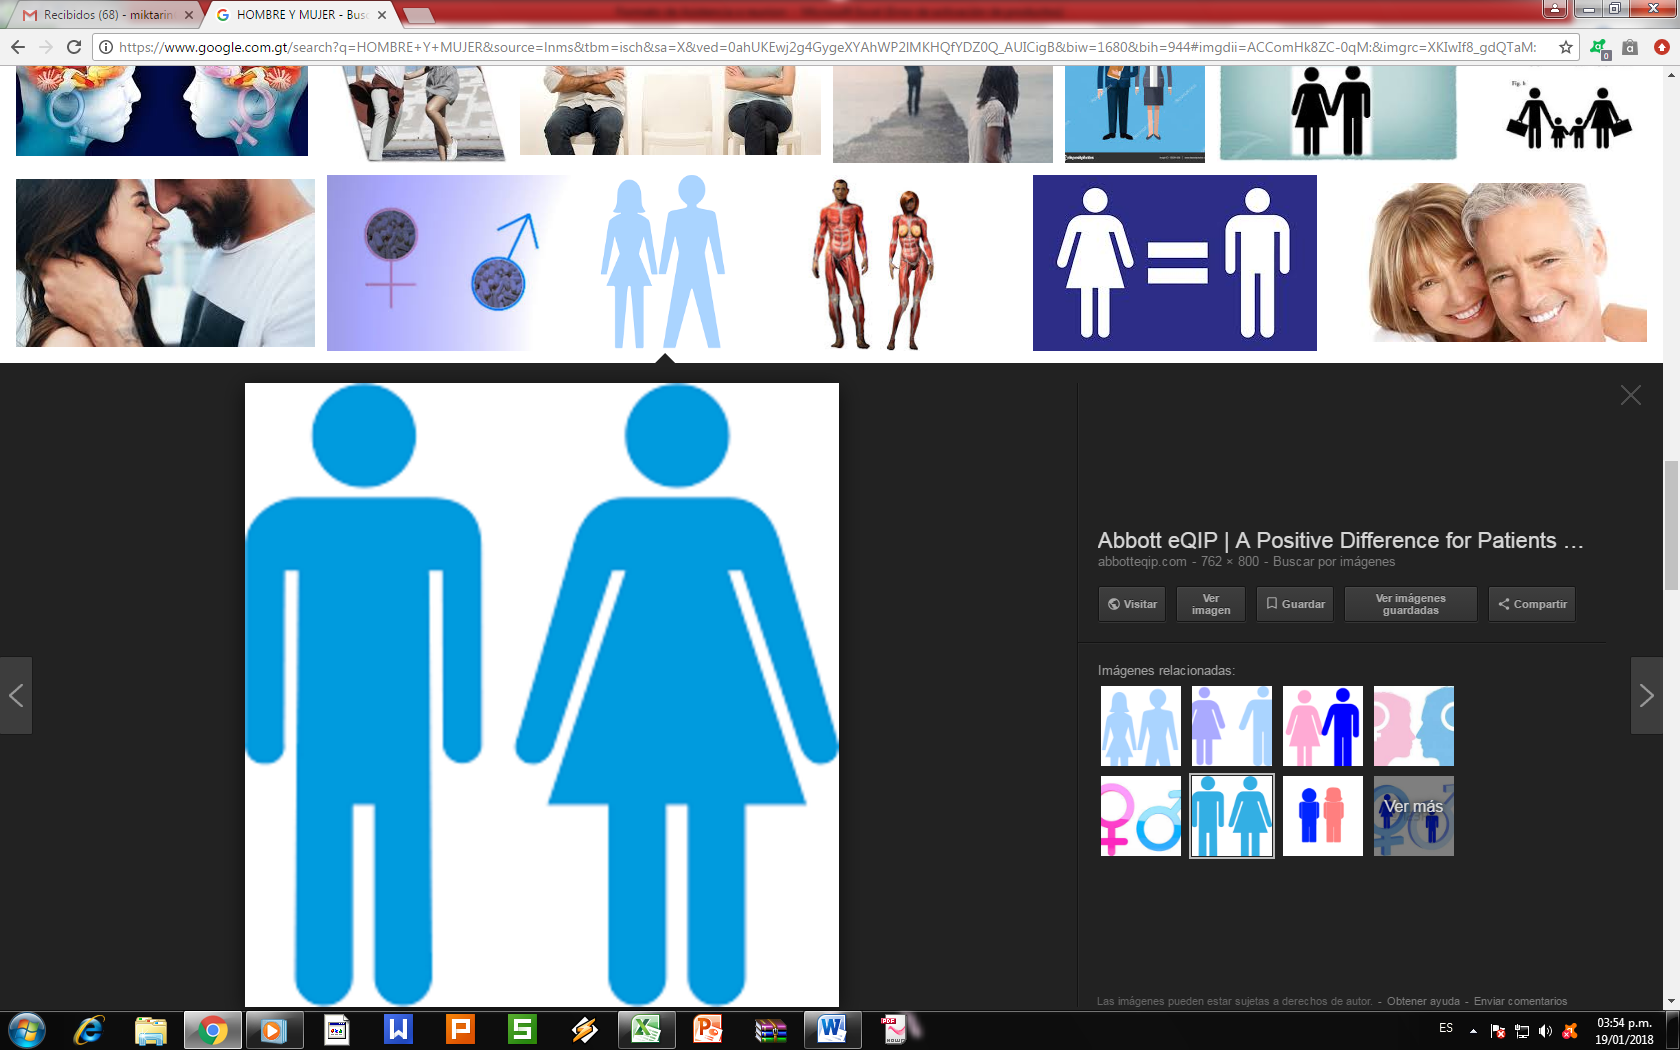 Recibidos (68) - miktarin
HOMBRE Y MUJER - Bus
https://www.google.com.gt/search?q=HOMBRE+Y+MUJER&source=lnms&tbm=isch&sa=X&ved=0ahUKEwj2g4GygeXYAhWP2lMKHQfYDZ0Q_AUICigB&biw=1680&bih=944#imgdii=ACComHk8ZC-0qM:&imgrc=XKIwIf8_gdQTaM:
0
Abbott eQIP | A Positive Difference for Patients ...
abbotteqip.com - 762 × 800 - Buscar por imágenes
Visitar
Ver imagen
Guardar
Ver imágenes guardadas
Compartir
Imágenes relacionadas:
Ver más
Las imágenes pueden estar sujetas a derechos de autor. - Obtener ayuda - Enviar comentarios
ES
03:54 p.m.
19/01/2018